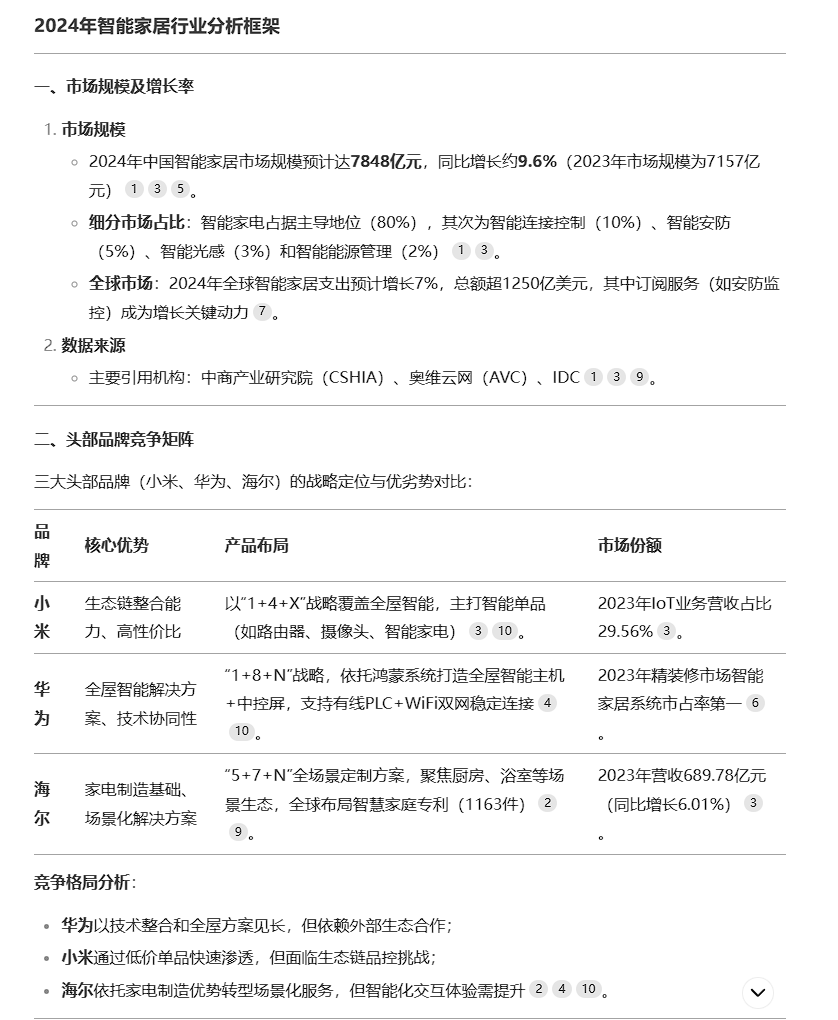 2024年智能家居行业分析框架
一、市场规模及增长率
1. 市场规模
2024年中国智能家居市场规模预计达7848亿元，同比增长约9.6%（2023年市场规模为7157亿
元） 1 3 5 。
细分市场占比：智能家电占据主导地位（80%），其次为智能连接控制（10%）、智能安防
（5%）、智能光感（3%）和智能能源管理（2%） 1 3 。
全球市场：2024年全球智能家居支出预计增长7%，总额超1250亿美元，其中订阅服务（如安防监
控）成为增长关键动力 7 。
2. 数据来源
主要引用机构：中商产业研究院（CSHIA）、奥维云网（AVC）、IDC 1 3 9 。
二、头部品牌竞争矩阵
三大头部品牌（小米、华为、海尔）的战略定位与优劣势对比：
品
牌
核心优势
产品布局
市场份额
小
米
生态链整合能
力、高性价比
以“1+4+X”战略覆盖全屋智能，主打智能单品
（如路由器、摄像头、智能家电） 3 10 。
2023年IoT业务营收占比
29.56% 3 。
华
为
全屋智能解决方
案、技术协同性
“1+8+N”战略，依托鸿蒙系统打造全屋智能主机
+中控屏，支持有线PLC+WiFi双网稳定连接 4
10 。
2023年精装修市场智能
家居系统市占率第一 6
。
海
尔
家电制造基础、
场景化解决方案
“5+7+N”全场景定制方案，聚焦厨房、浴室等场
景生态，全球布局智慧家庭专利（1163件） 2
9 。
2023年营收689.78亿元
（同比增长6.01%） 3
。
竞争格局分析：
华为以技术整合和全屋方案见长，但依赖外部生态合作；
小米通过低价单品快速渗透，但面临生态链品控挑战；
海尔依托家电制造优势转型场景化服务，但智能化交互体验需提升 2 4 10 。